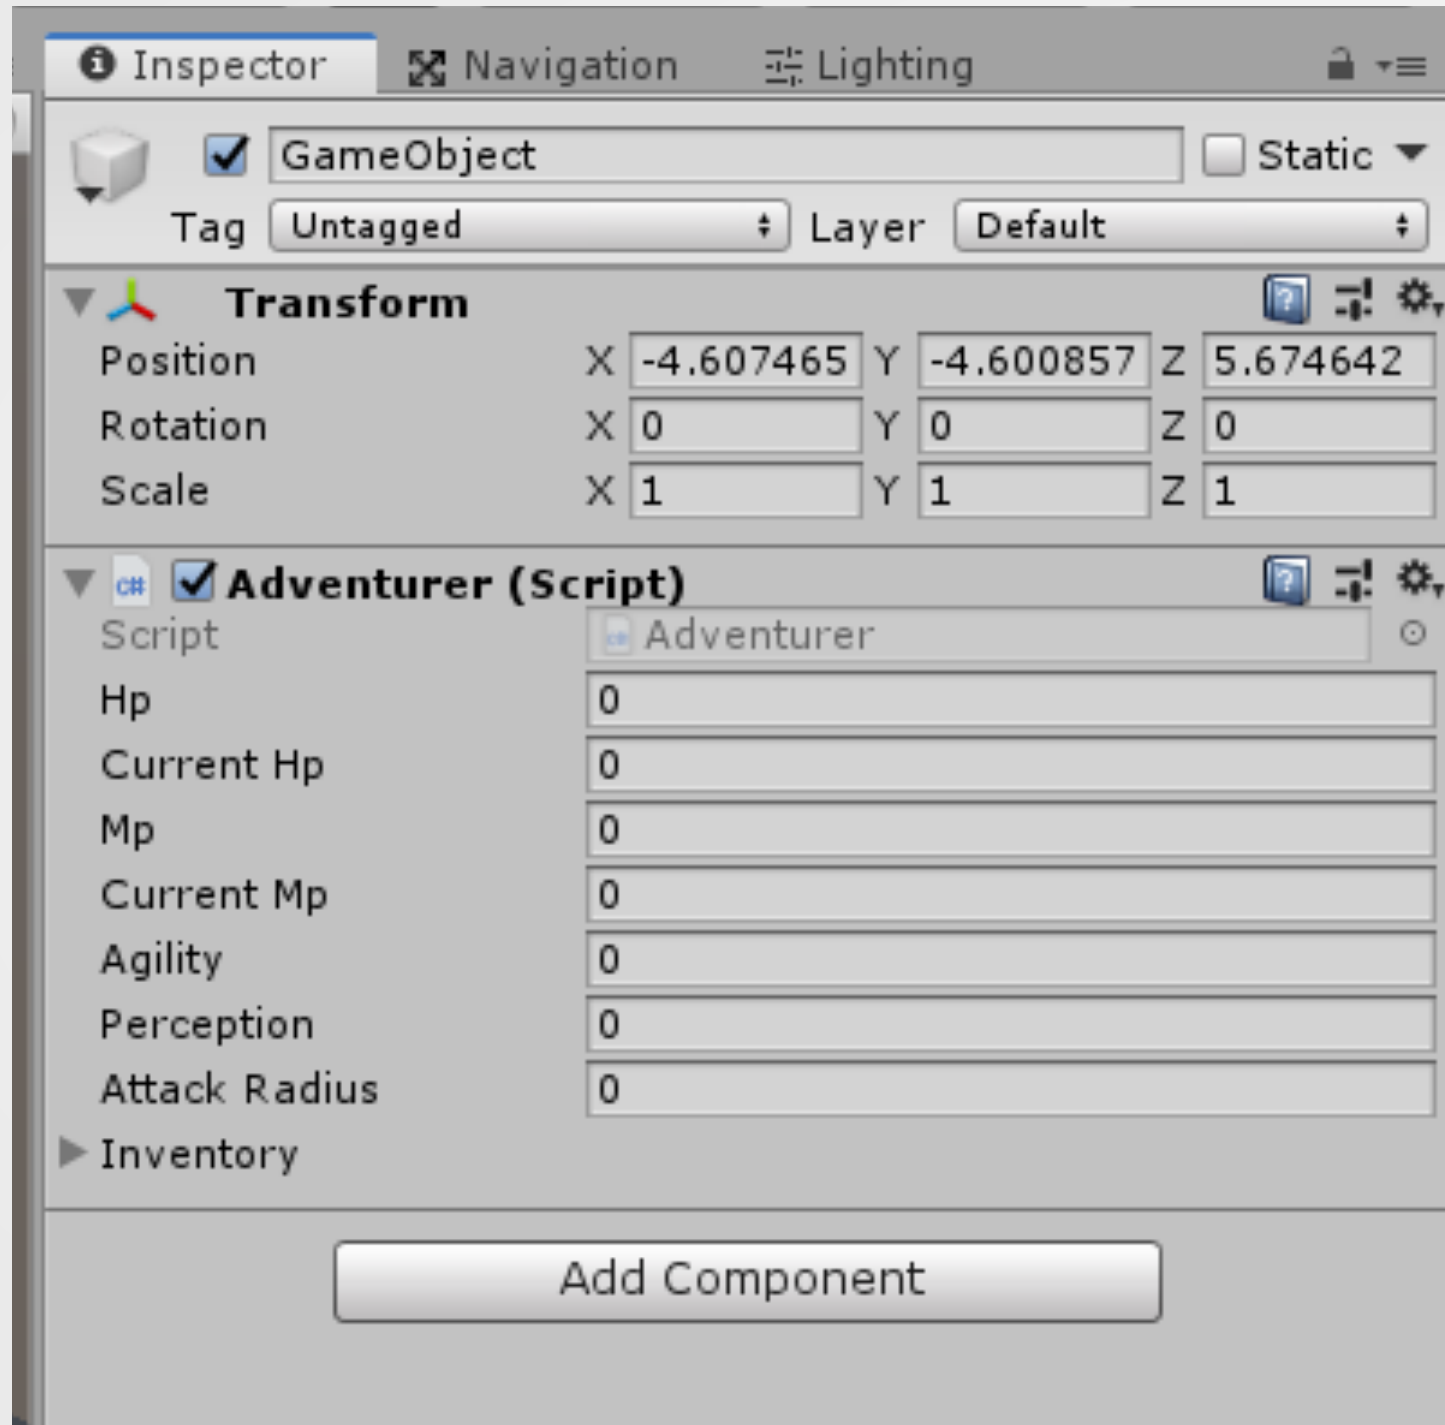 Inspector Navigation Lighting
GameObject Static
Tag Untagged Layer Default
Transform
Position X -4.607465 Y -4.600857 Z 5.674642
Rotation X 0 Y 0 Z 0
Scale X 1 Y 1 Z 1
c# Adventurer (Script)
Script Adventurer
Hp 0
Current Hp 0
Mp 0
Current Mp 0
Agility 0
Perception 0
Attack Radius 0
Inventory
Add Component